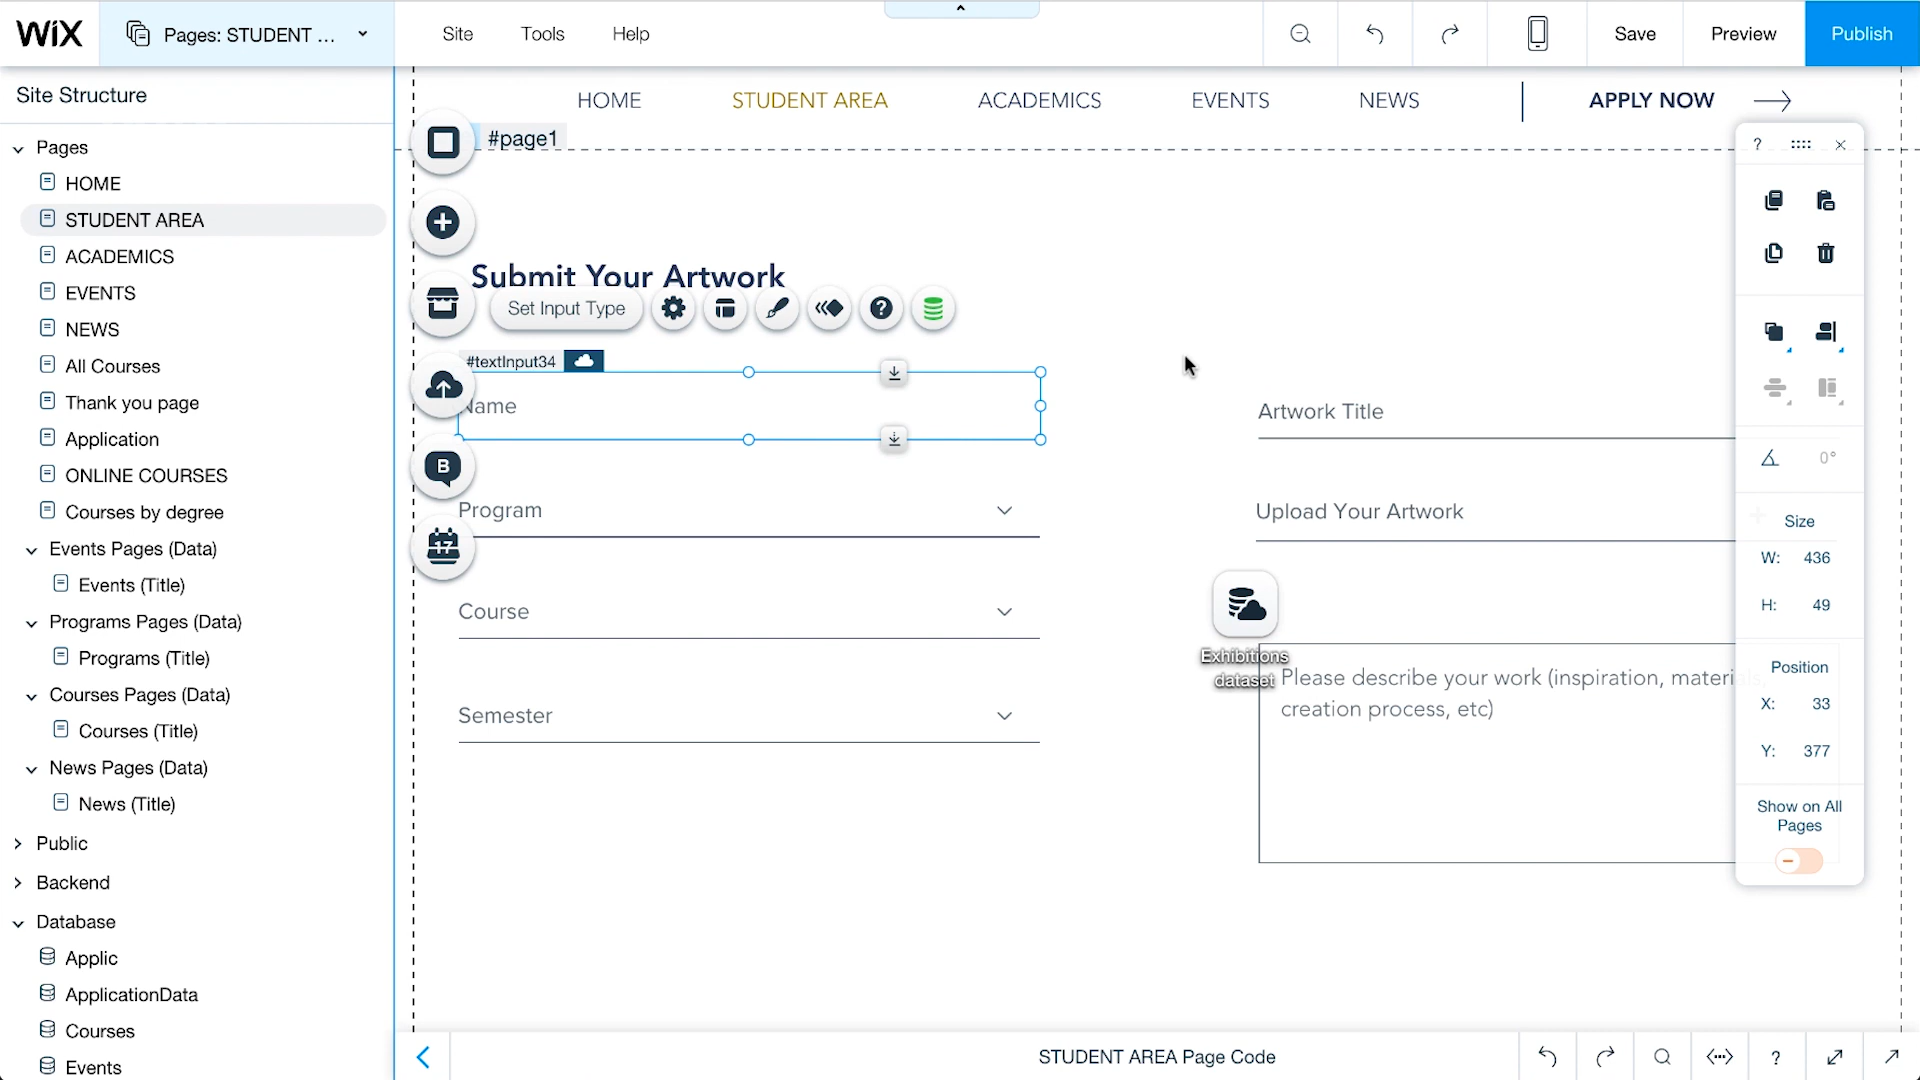 WiX
Pages: STUDENT ...
Site
Tools
Help
Save
Preview
Publish
Site Structure
Pages
HOME
STUDENT AREA
ACADEMICS
EVENTS
NEWS
All Courses
Thank you page
Application
ONLINE COURSES
Courses by degree
Events Pages (Data)
Events (Title)
Programs Pages (Data)
Programs (Title)
Courses Pages (Data)
Courses (Title)
News Pages (Data)
News (Title)
Public
Backend
Database
Applic
ApplicationData
Courses
Events
HOME
STUDENT AREA
ACADEMICS
EVENTS
NEWS
APPLY NOW
#page1
Submit Your Artwork
Set Input Type
?
#textInput34
Name
B
Program
17
Course
Semester
Artwork Title
Upload Your Artwork
Exhibitions
dataset
Please describe your work (inspiration, materials,
creation process, etc)
?
0°
Size
W: 436
H: 49
Position
X: 33
Y: 377
Show on All
Pages
STUDENT AREA Page Code
?